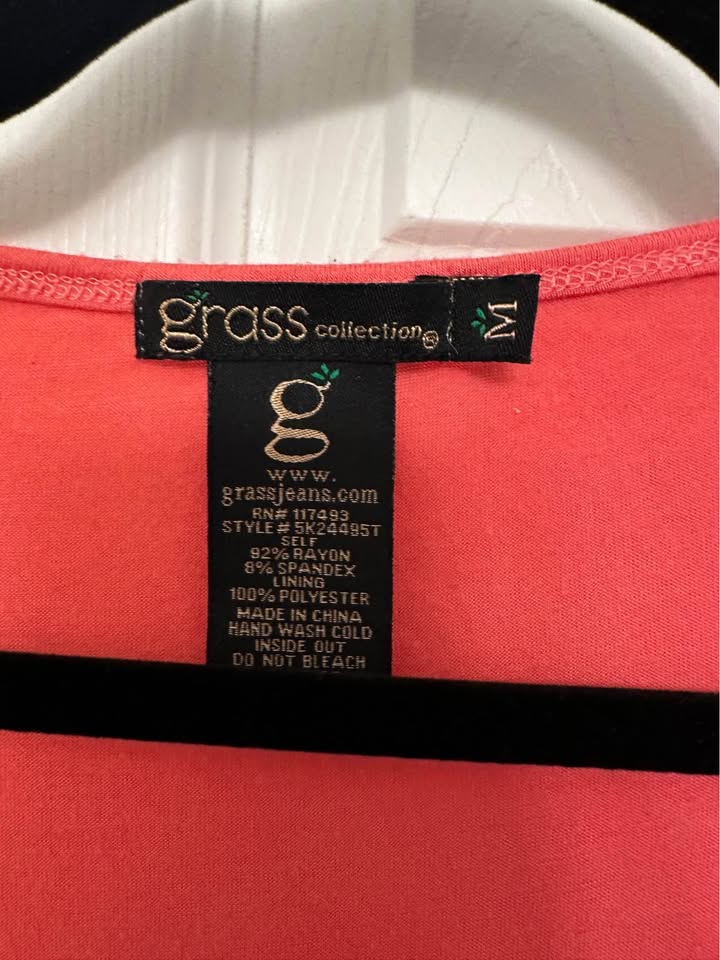 grass collection®
M
g
www.
grassjeans.com
RN# 117493
STYLE # 5K24495T
SELF
92% RAYON
8% SPANDEX
LINING
100% POLYESTER
MADE IN CHINA
HAND WASH COLD
INSIDE OUT
DO NOT BLEACH